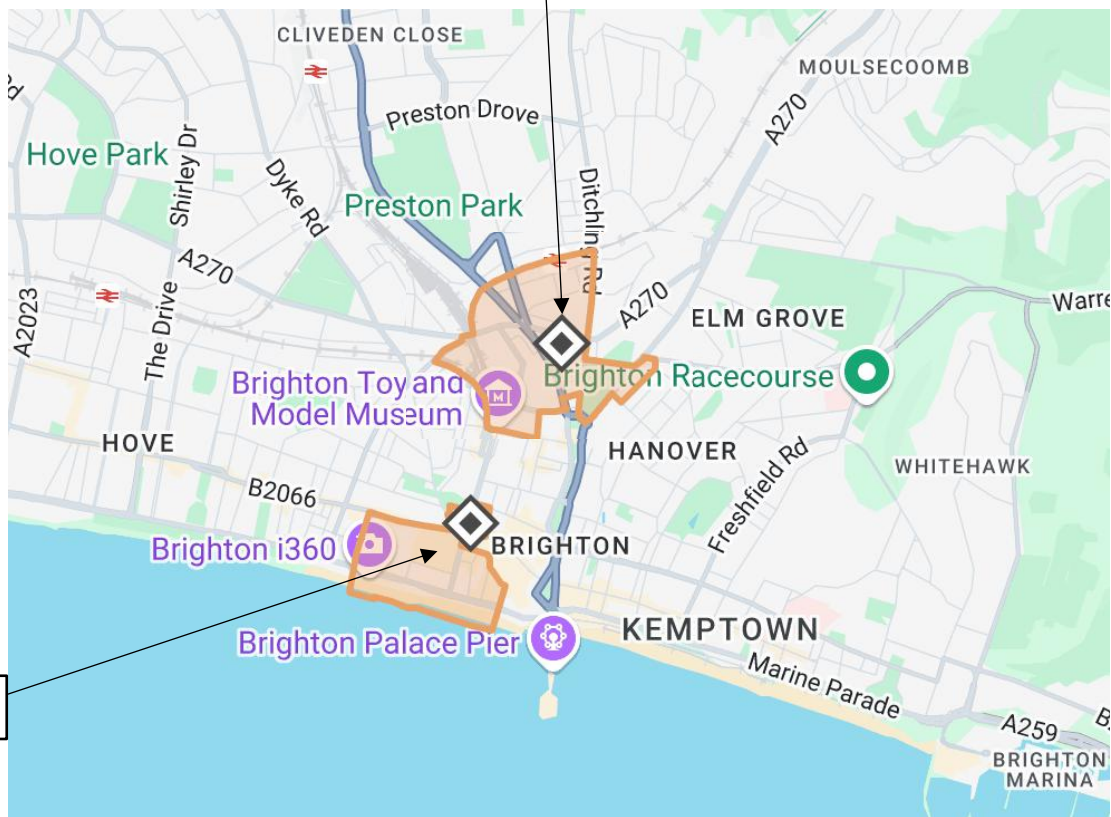 CLIVEDEN CLOSE
MOULSECOOMB
A270
Preston Drove
Hove Park
Shirley Dr
Dyke Rd
Ditchling Rd
Preston Park
A270
A270
Warre
A2023
The Drive
ELM GROVE
Brighton Toy and
Model Museum
M
Brighton Racecourse
HOVE
HANOVER
B2066
Freshfield Rd
WHITEHAWK
Brighton i360
BRIGHTON
Brighton Palace Pier
KEMPTOWN
Marine Parade
A259
BRIGHTON
MARINA